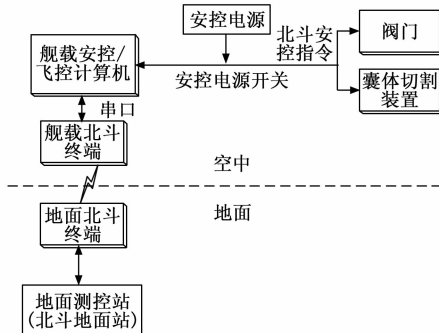 安控电源
北斗安
控指令
阀门
舰载安控/
飞控计算机
安控电源开关
囊体切割
装置
串口
舰载北斗
终端
空中
地面
地面北斗
终端
地面测控站
(北斗地面站)